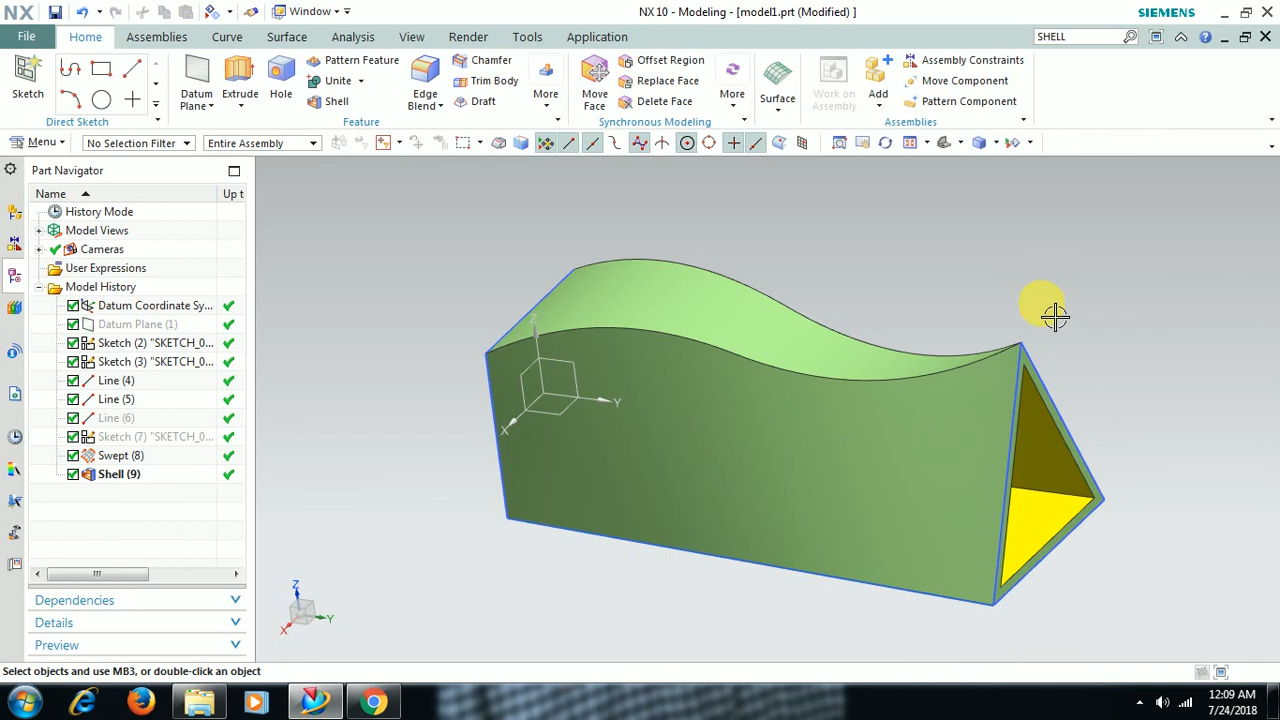 NX
Window
NX 10 - Modeling - [model1.prt (Modified) ]
SIEMENS
File
Home
Assemblies
Curve
Surface
Analysis
View
Render
Tools
Application
SHELL
Sketch
Direct Sketch
Datum
Plane
Extrude
Hole
Pattern Feature
Unite
Shell
Edge
Blend
Chamfer
Trim Body
Draft
More
Feature
Move
Face
Offset Region
Replace Face
Delete Face
More
Synchronous Modeling
Surface
Work on
Assembly
Add
Assembly Constraints
Move Component
Pattern Component
Assemblies
Menu
No Selection Filter
Entire Assembly
Part Navigator
Name
Up t
History Mode
Model Views
Cameras
User Expressions
Model History
Datum Coordinate Sy...
Datum Plane (1)
Sketch (2) "SKETCH_0...
Sketch (3) "SKETCH_0...
Line (4)
Line (5)
Line (6)
Sketch (7) "SKETCH_0...
Swept (8)
Shell (9)
Dependencies
Details
Preview
Z
Y
X
Z
Y
X
Select objects and use MB3, or double-click an object
12:09 AM
7/24/2018